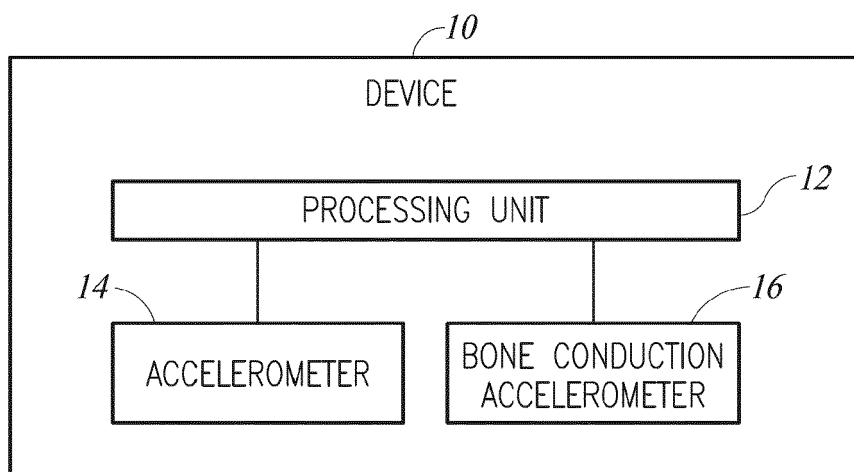 10
DEVICE
12
PROCESSING UNIT
14
16
ACCELEROMETER
BONE CONDUCTION
ACCELEROMETER